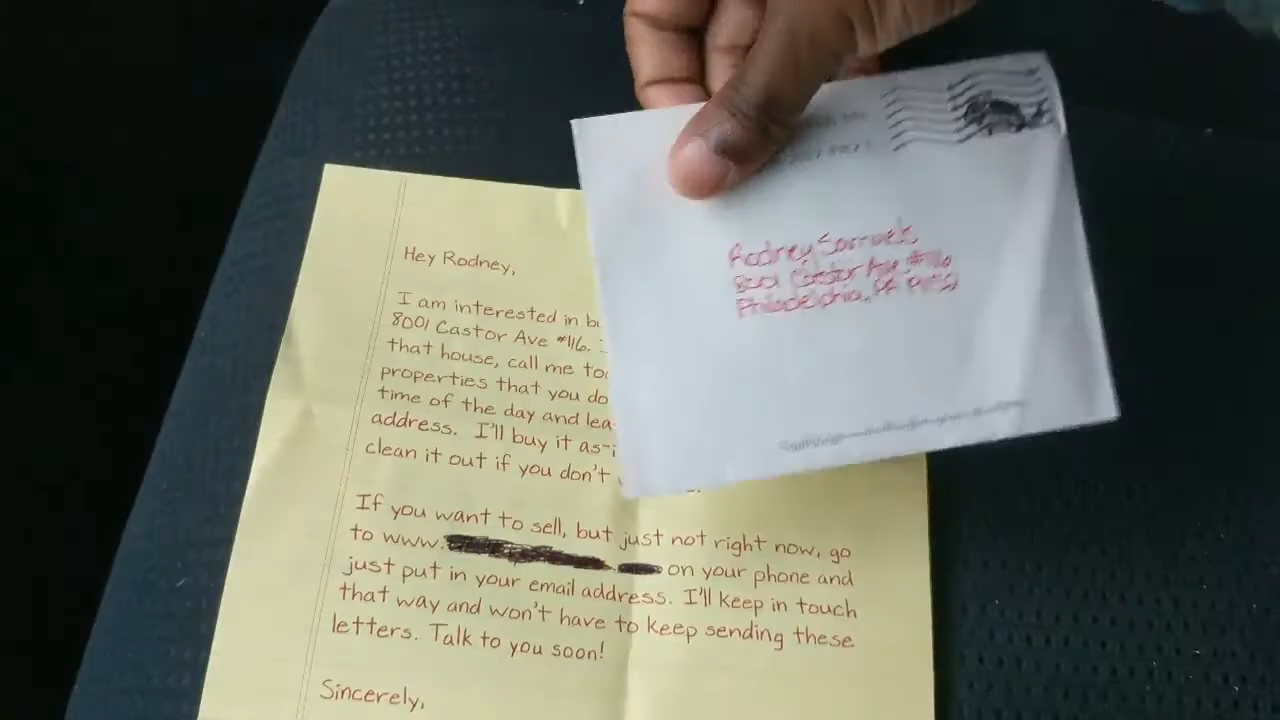 Rodney Samuels
8001 Castor Ave #116
Philadelphia, PA
Hey Rodney,
I am interested in
8001 Castor Ave #116.
that house, call me
properties that you do
time of the day and
address. I'll buy it
clean it out if you don't
If you want to sell, but just not right now, go
to www. on your phone and
just put in your email address. I'll keep in touch
that way and won't have to keep sending these
letters. Talk to you soon!
Sincerely,